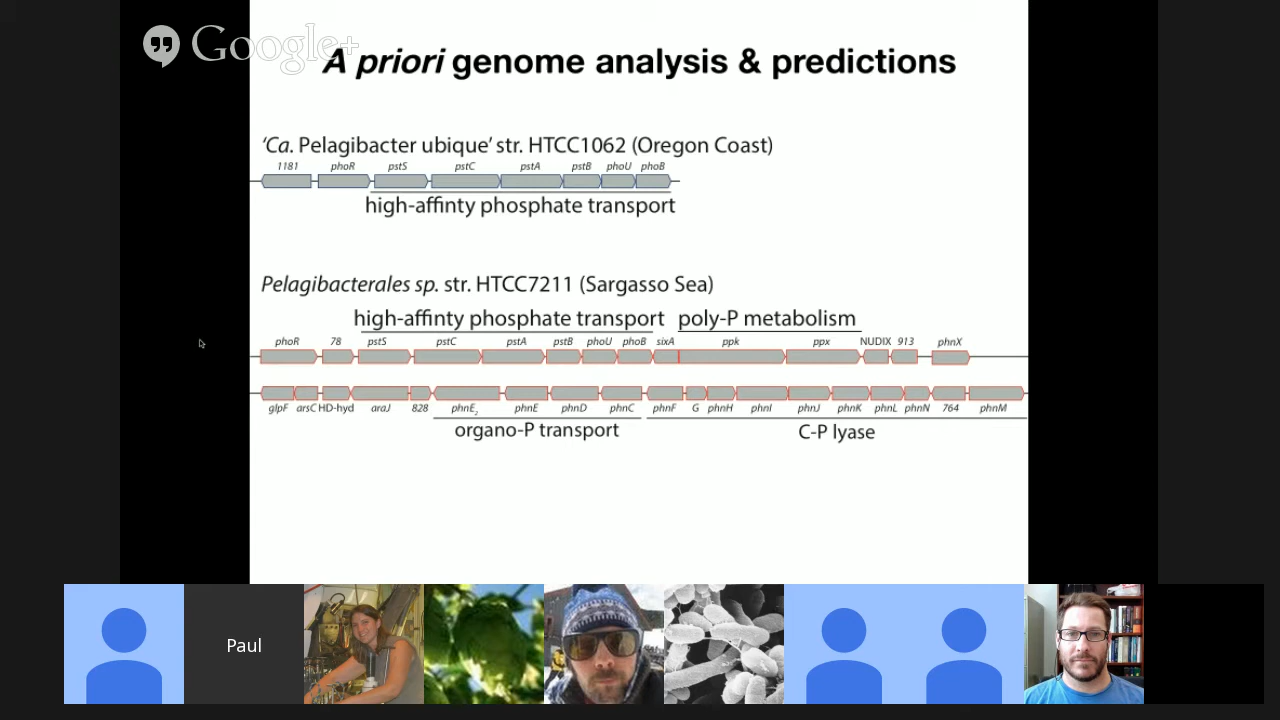 Google+
A priori genome analysis & predictions
‘Ca. Pelagibacter ubique’ str. HTCC1062 (Oregon Coast)
1181 phoR pstS pstC pstA pstB phoU phoB
high-affinty phosphate transport
Pelagibacterales sp. str. HTCC7211 (Sargasso Sea)
high-affinty phosphate transport poly-P metabolism
phoR 78 pstS pstC pstA pstB phoU phoB sixA ppk ppx NUDIX 913 phnX
glpF arsC HD-hyd araJ 828 phnE2 phnE phnD phnC phnF G phnH phnI phnJ phnK phnL phnN 764 phnM
organo-P transport C-P lyase
Paul